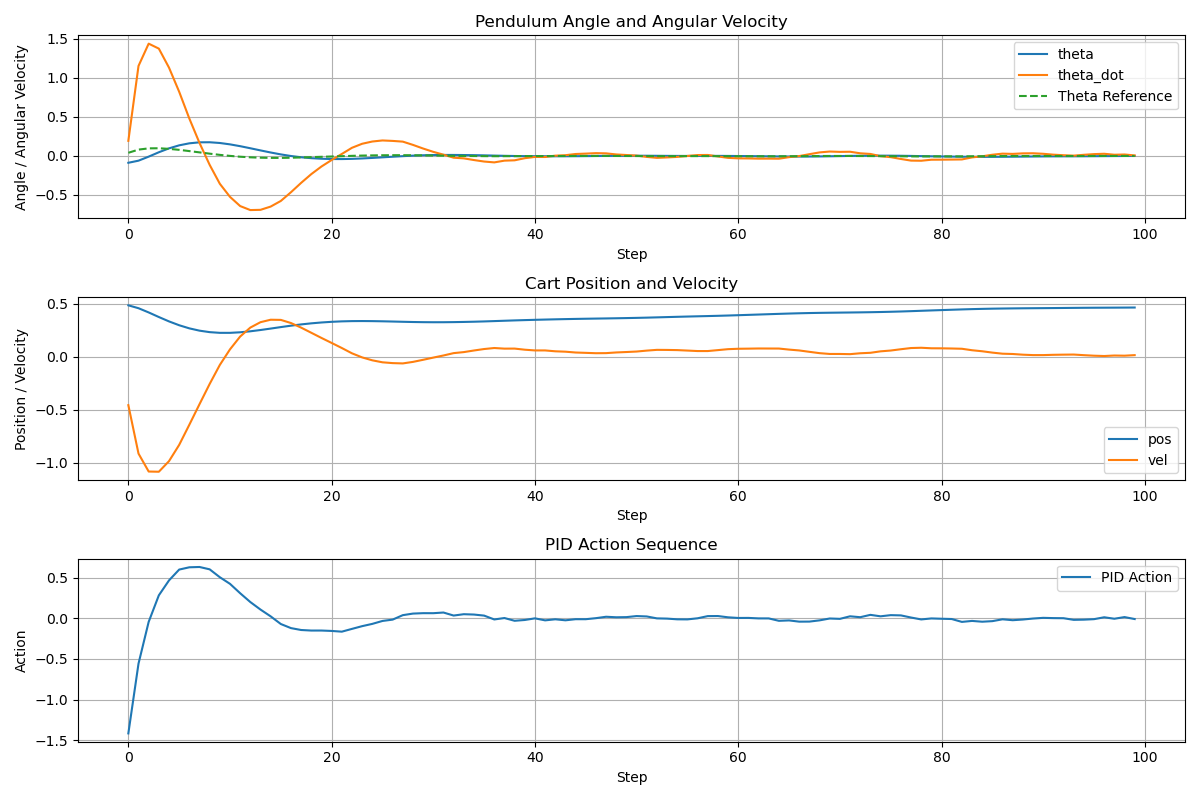 Pendulum Angle and Angular Velocity
Angle / Angular Velocity
1.5
1.0
0.5
0.0
−0.5
theta
theta_dot
Theta Reference
0 20 40 60 80 100
Step
Cart Position and Velocity
Position / Velocity
0.5
0.0
−0.5
−1.0
pos
vel
0 20 40 60 80 100
Step
PID Action Sequence
Action
0.5
0.0
−0.5
−1.0
−1.5
PID Action
0 20 40 60 80 100
Step